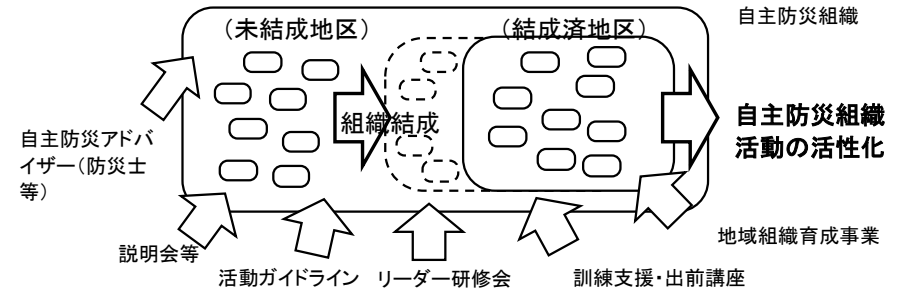 自主防災組織
（未結成地区）
（結成済地区）
組織結成
自主防災組織
活動の活性化
自主防災アドバ
イザー（防災士
等）
説明会等
活動ガイドライン
リーダー研修会
訓練支援・出前講座
地域組織育成事業